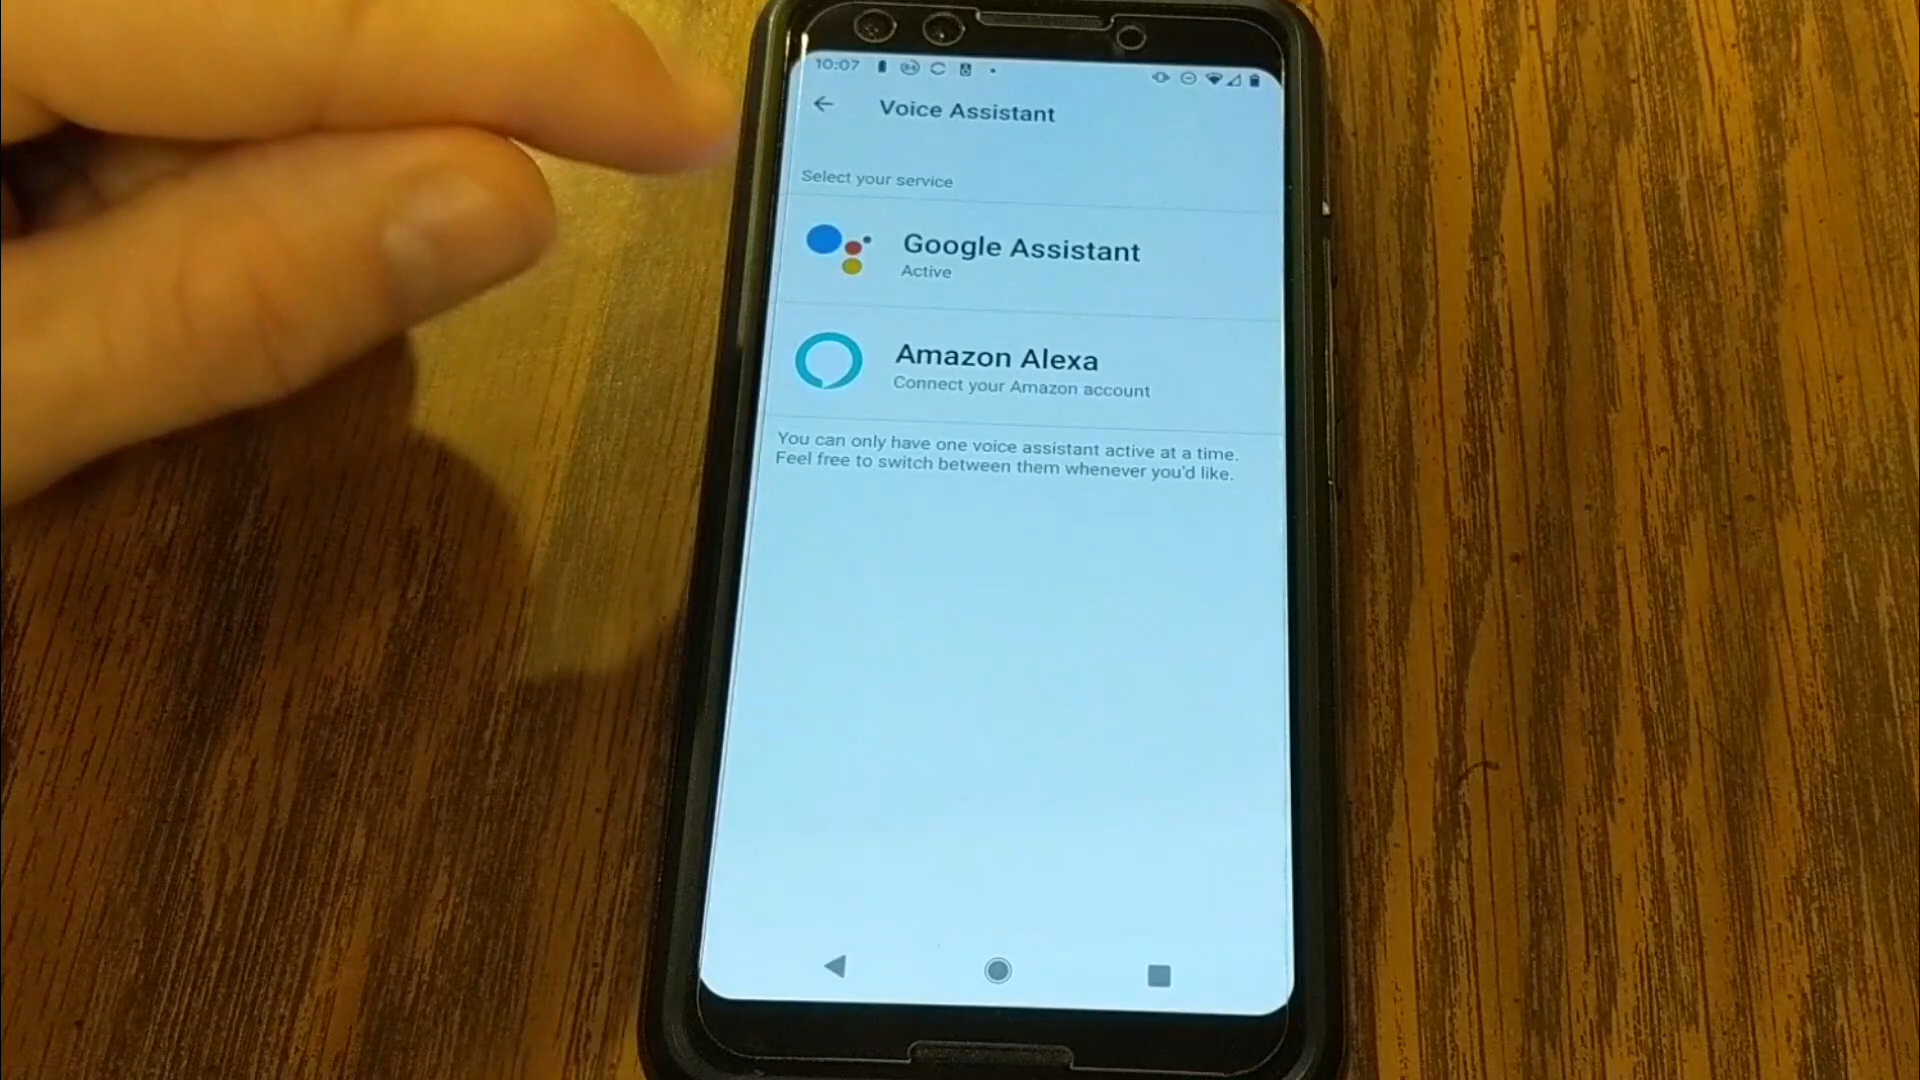 10:07
Voice Assistant
Select your service
Google Assistant
Active
Amazon Alexa
Connect your Amazon account
You can only have one voice assistant active at a time.
Feel free to switch between them whenever you'd like.